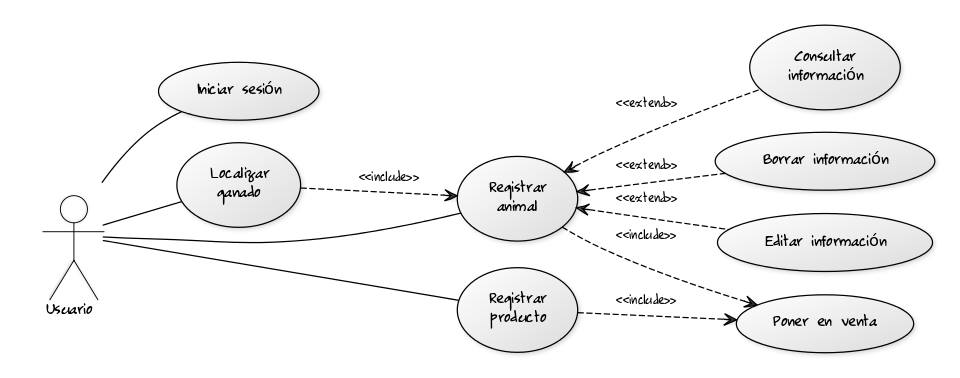 Consultar
información
Iniciar sesión
<<extend>>
Borrar información
<<extend>>
Localizar
ganado
<<include>>
Registrar
animal
<<extend>>
<<include>>
Editar información
Usuario
Registrar
producto
<<include>>
Poner en venta